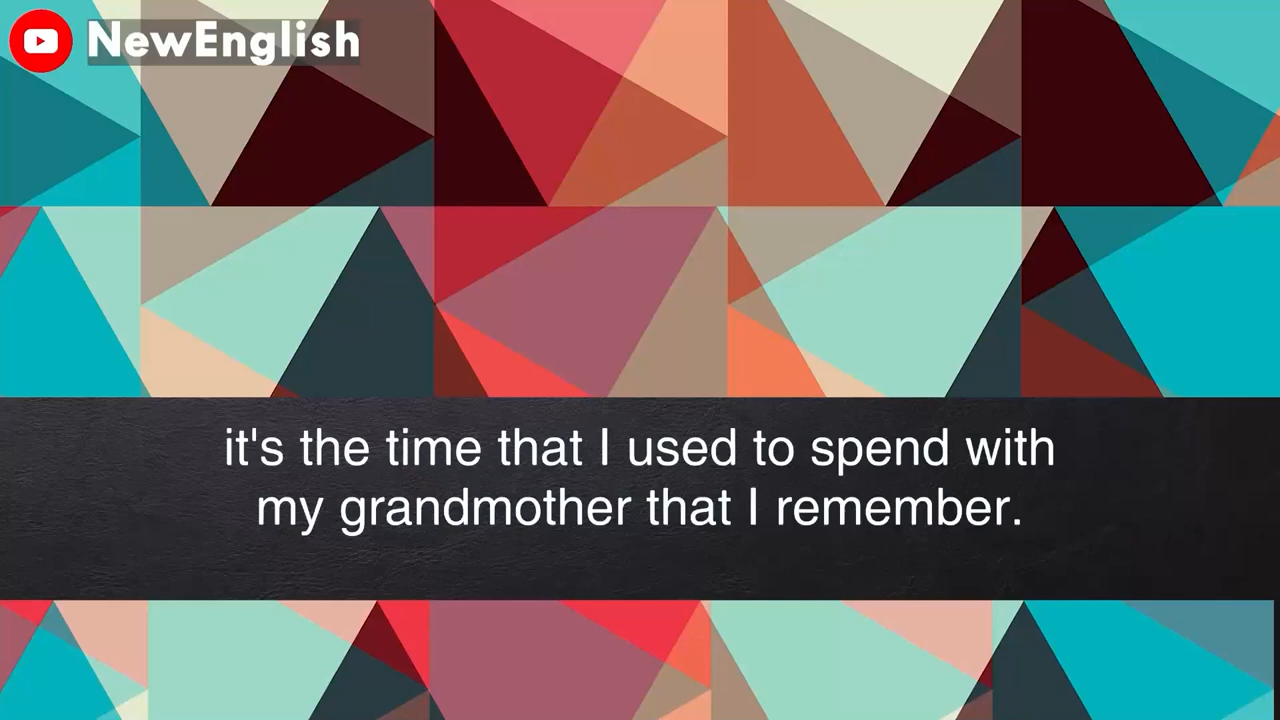 NewEnglish
it's the time that I used to spend with
my grandmother that I remember.